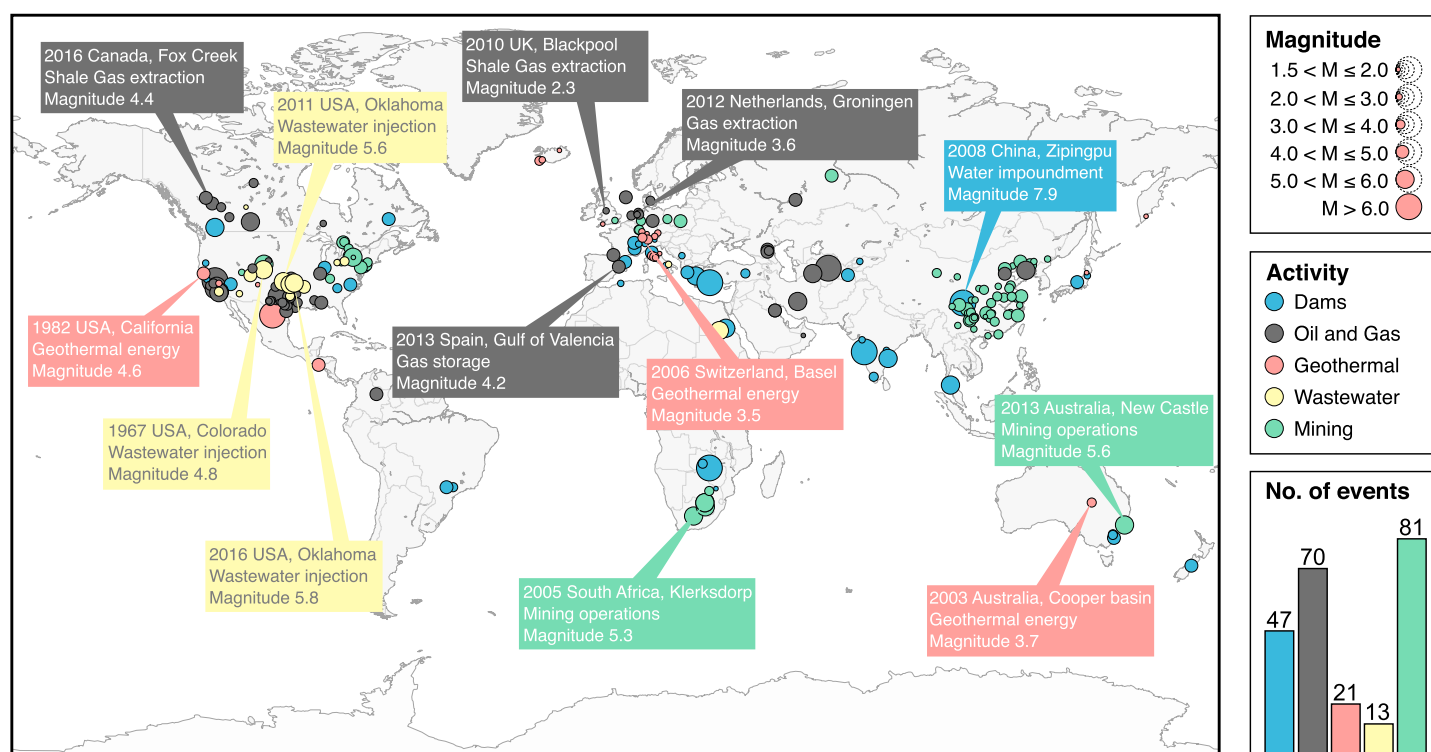 2016 Canada, Fox Creek
Shale Gas extraction
Magnitude 4.4
2011 USA, Oklahoma
Wastewater injection
Magnitude 5.6
2010 UK, Blackpool
Shale Gas extraction
Magnitude 2.3
2012 Netherlands, Groningen
Gas extraction
Magnitude 3.6
2008 China, Zipingpu
Water impoundment
Magnitude 7.9
1982 USA, California
Geothermal energy
Magnitude 4.6
2013 Spain, Gulf of Valencia
Gas storage
Magnitude 4.2
2006 Switzerland, Basel
Geothermal energy
Magnitude 3.5
2013 Australia, New Castle
Mining operations
Magnitude 5.6
1967 USA, Colorado
Wastewater injection
Magnitude 4.8
2016 USA, Oklahoma
Wastewater injection
Magnitude 5.8
2005 South Africa, Klerksdorp
Mining operations
Magnitude 5.3
2003 Australia, Cooper basin
Geothermal energy
Magnitude 3.7
Magnitude
1.5 < M ≤ 2.0
2.0 < M ≤ 3.0
3.0 < M ≤ 4.0
4.0 < M ≤ 5.0
5.0 < M ≤ 6.0
M > 6.0
Activity
Dams
Oil and Gas
Geothermal
Wastewater
Mining
No. of events
47
70
21
13
81